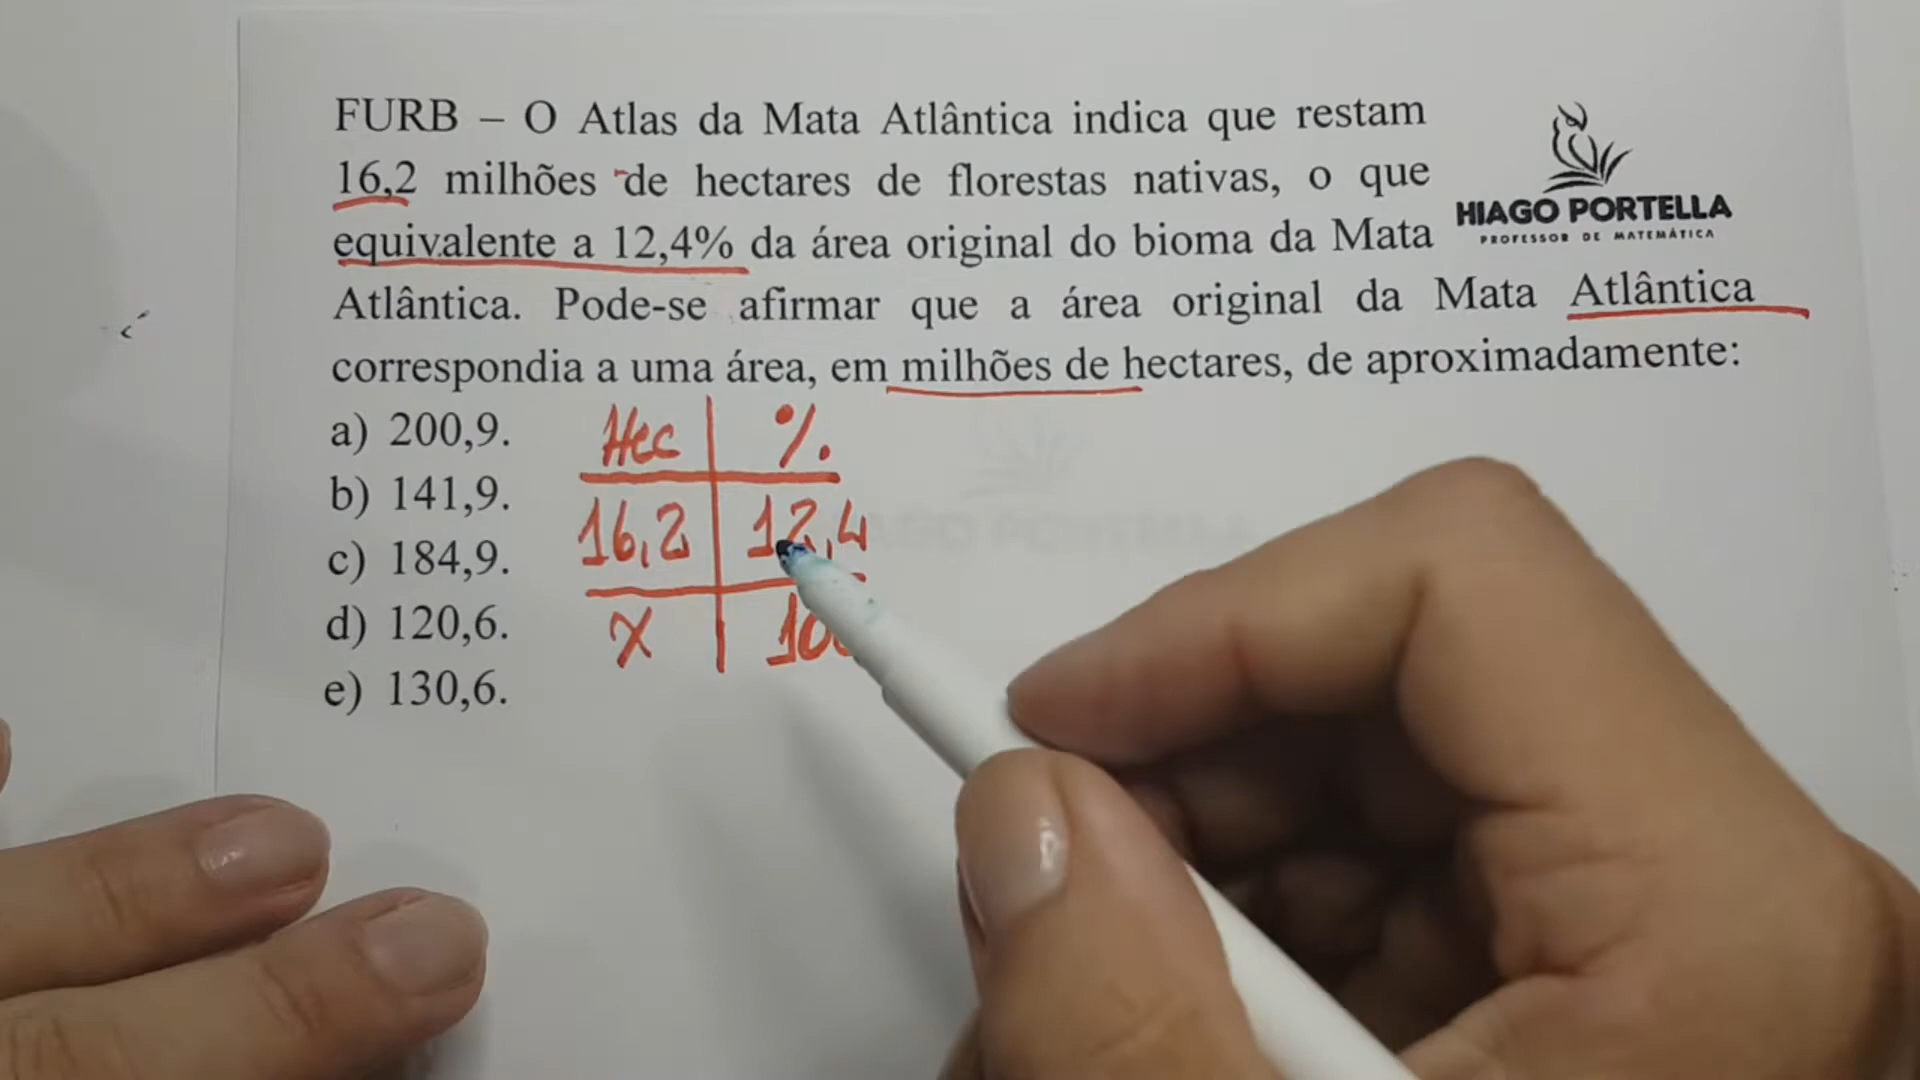 FURB – O Atlas da Mata Atlântica indica que restam
16,2 milhões de hectares de florestas nativas, o que
equivalente a 12,4% da área original do bioma da Mata
Atlântica. Pode-se afirmar que a área original da Mata Atlântica
correspondia a uma área, em milhões de hectares, de aproximadamente:
HIAGO PORTELLA
PROFESSOR DE MATEMÁTICA
a) 200,9.
b) 141,9.
c) 184,9.
d) 120,6.
e) 130,6.
Hec %
16,2 12,4
x